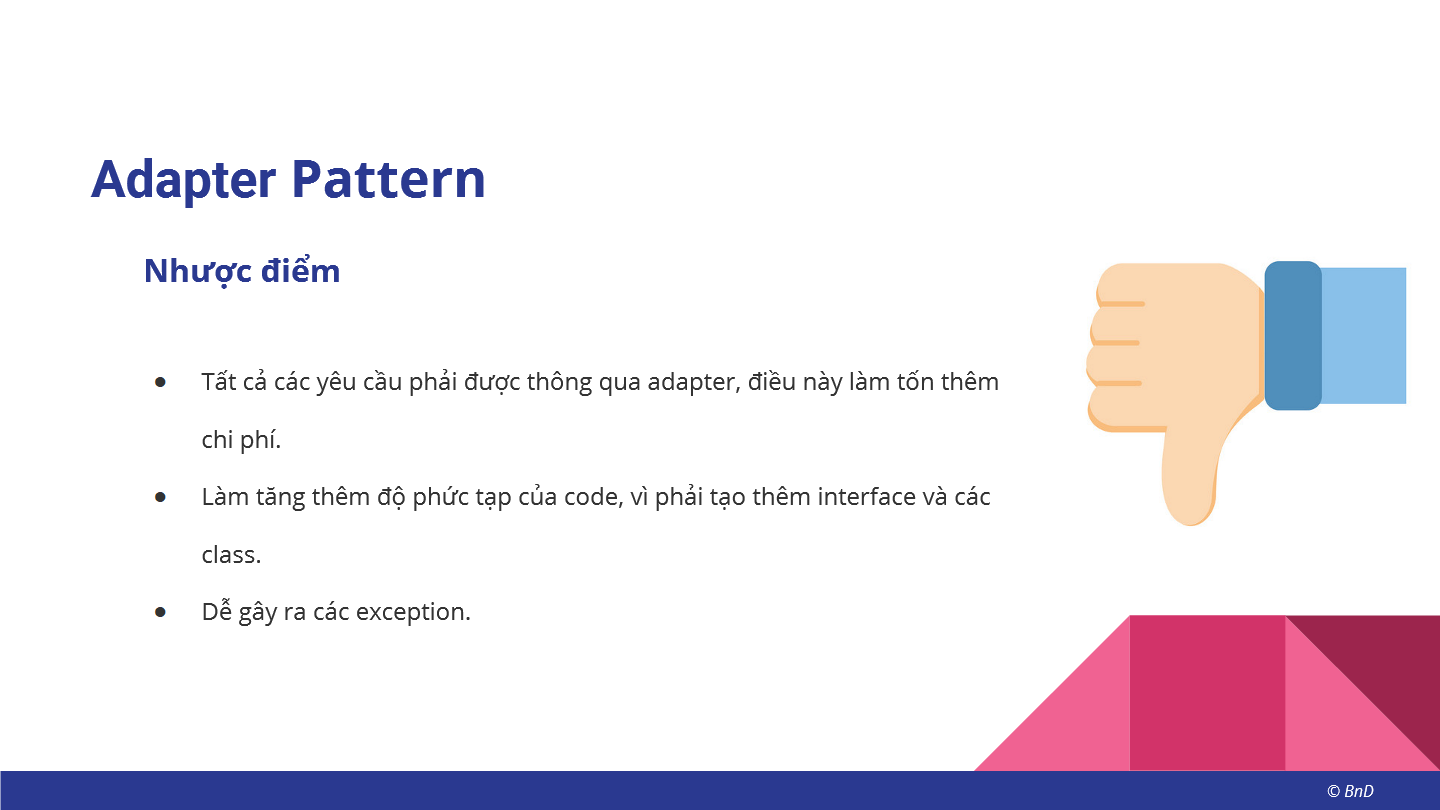 Adapter Pattern
Nhược điểm
● Tất cả các yêu cầu phải được thông qua adapter, điều này làm tốn thêm
chi phí.
● Làm tăng thêm độ phức tạp của code, vì phải tạo thêm interface và các
class.
● Dễ gây ra các exception.
© BnD